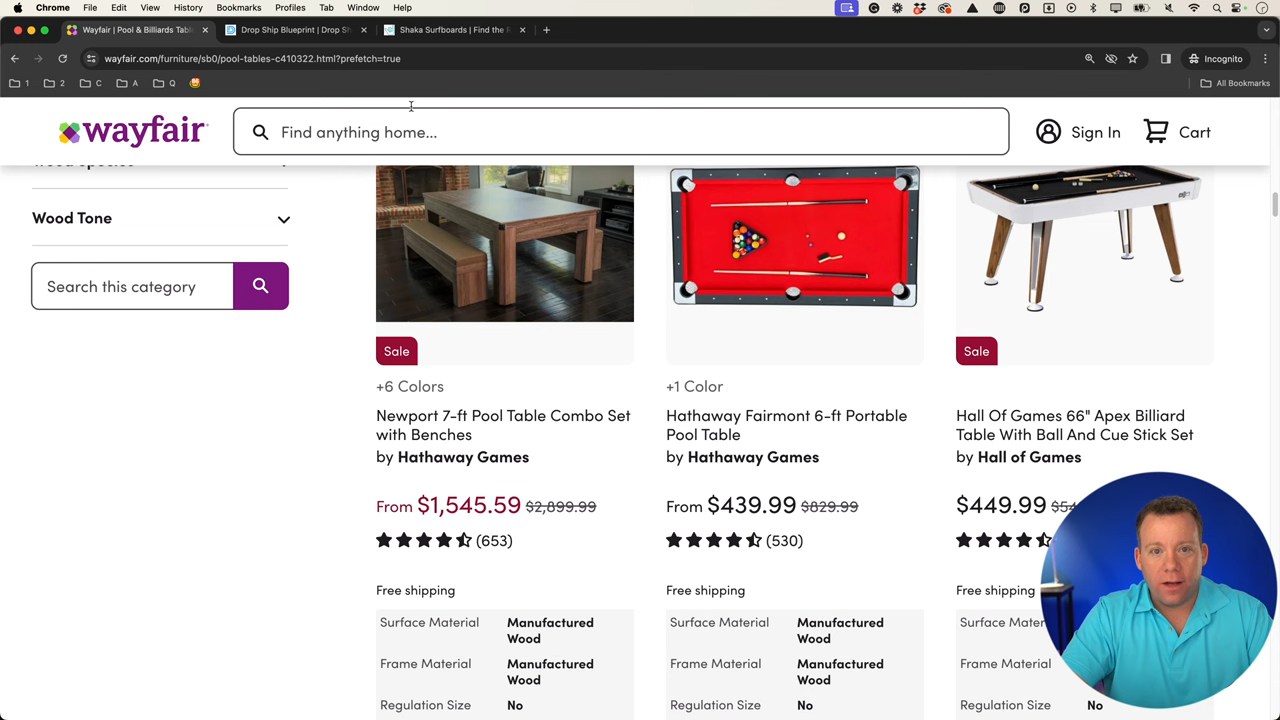 Chrome File Edit View History Bookmarks Profiles Tab Window Help
Wayfair | Pool & Billiards Tabl
Drop Ship Blueprint | Drop Sh
Shaka Surfboards | Find the
wayfair.com/furniture/sb0/pool-tables-c410322.html?prefetch=true
Incognito
1 2 C A Q
All Bookmarks
wayfair
Find anything home...
Sign In
Cart
Wood Species
Wood Tone
Search this category
Sale
Sale
+6 Colors
Newport 7-ft Pool Table Combo Set
with Benches
by Hathaway Games
From $1,545.59 $2,899.99
(653)
Free shipping
Surface Material Manufactured
Wood
Frame Material Manufactured
Wood
Regulation Size No
+1 Color
Hathaway Fairmont 6-ft Portable
Pool Table
by Hathaway Games
From $439.99 $829.99
(530)
Free shipping
Surface Material Manufactured
Wood
Frame Material Manufactured
Wood
Regulation Size No
Hall Of Games 66" Apex Billiard
Table With Ball And Cue Stick Set
by Hall of Games
$449.99
Free shipping
Surface
Frame Material
Regulation Size No